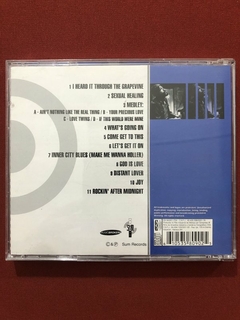 1 I HEARD IT THROUGH THE GRAPEVINE
2 SEXUAL HEALING
3 MEDLEY:
A - AIN'T NOTHING LIKE THE REAL THING / B - YOUR PRECIOUS LOVE
C - LOVE THING / D - IF THIS WORLD WERE MINE
4 WHAT'S GOING ON
5 COME GET TO THIS
6 LET'S GET IT ON
7 INNER CITY BLUES (MAKE ME WANNA HOLLER)
8 GOD IS LOVE
9 DISTANT LOVER
10 JOY
11 ROCKIN' AFTER MIDNIGHT
Sum Records